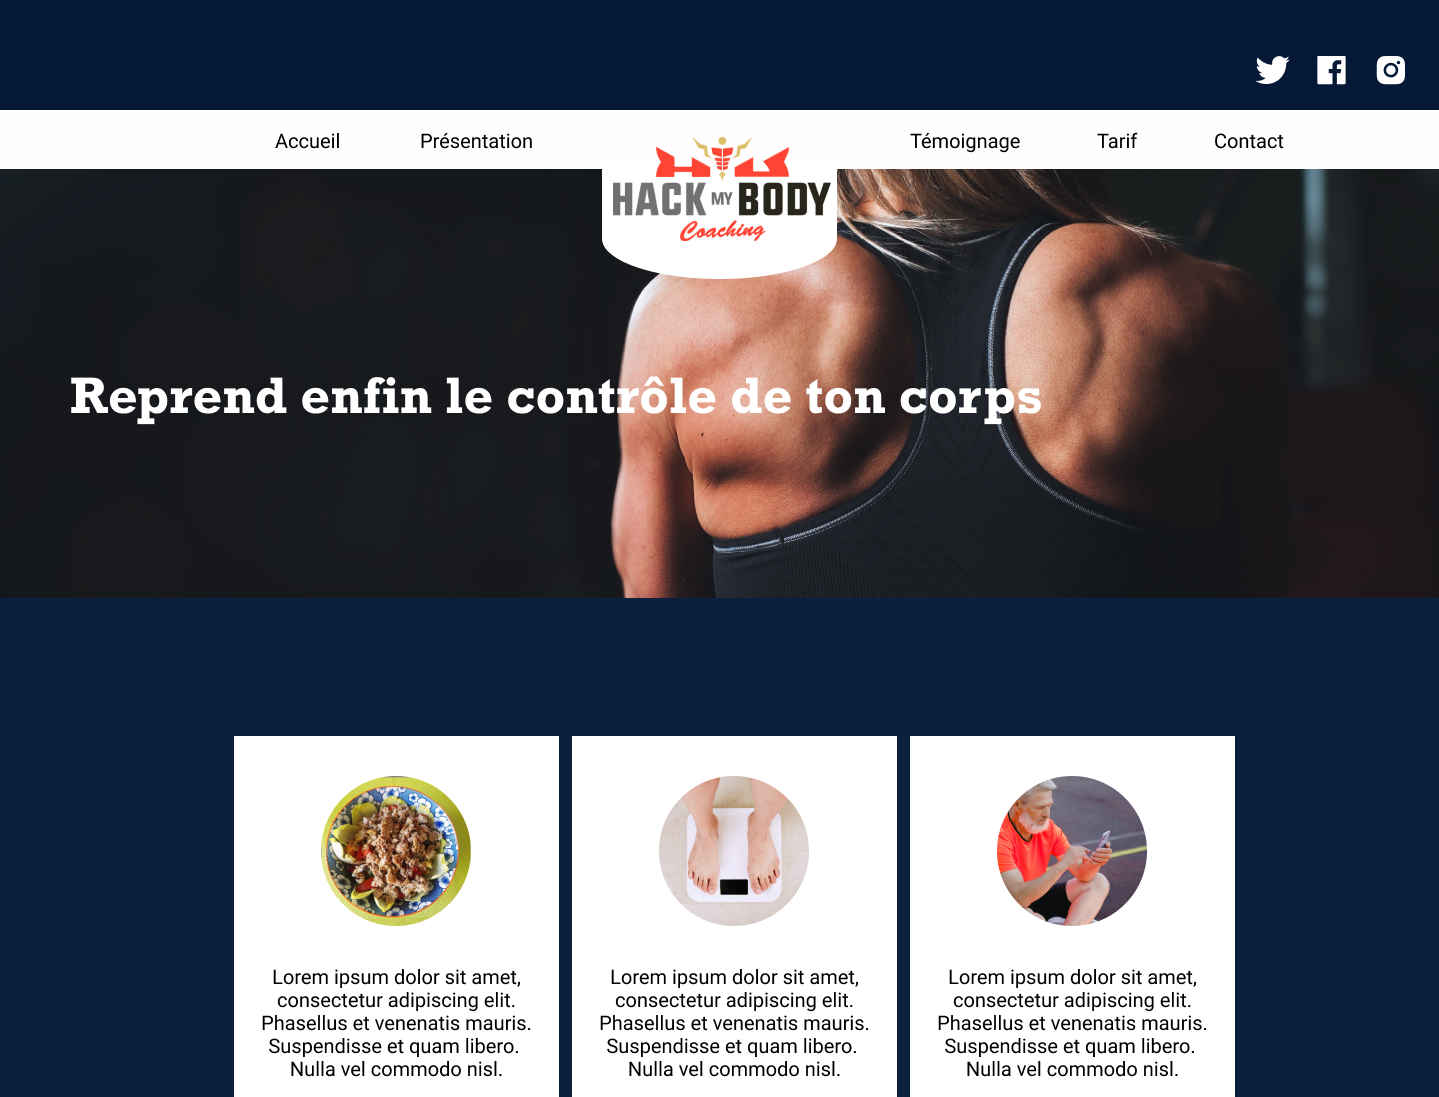 Accueil Présentation Témoignage Tarif Contact
HACK MY BODY
Coaching
Reprend enfin le contrôle de ton corps
Lorem ipsum dolor sit amet,
consectetur adipiscing elit.
Phasellus et venenatis mauris.
Suspendisse et quam libero.
Nulla vel commodo nisl.
Lorem ipsum dolor sit amet,
consectetur adipiscing elit.
Phasellus et venenatis mauris.
Suspendisse et quam libero.
Nulla vel commodo nisl.
Lorem ipsum dolor sit amet,
consectetur adipiscing elit.
Phasellus et venenatis mauris.
Suspendisse et quam libero.
Nulla vel commodo nisl.